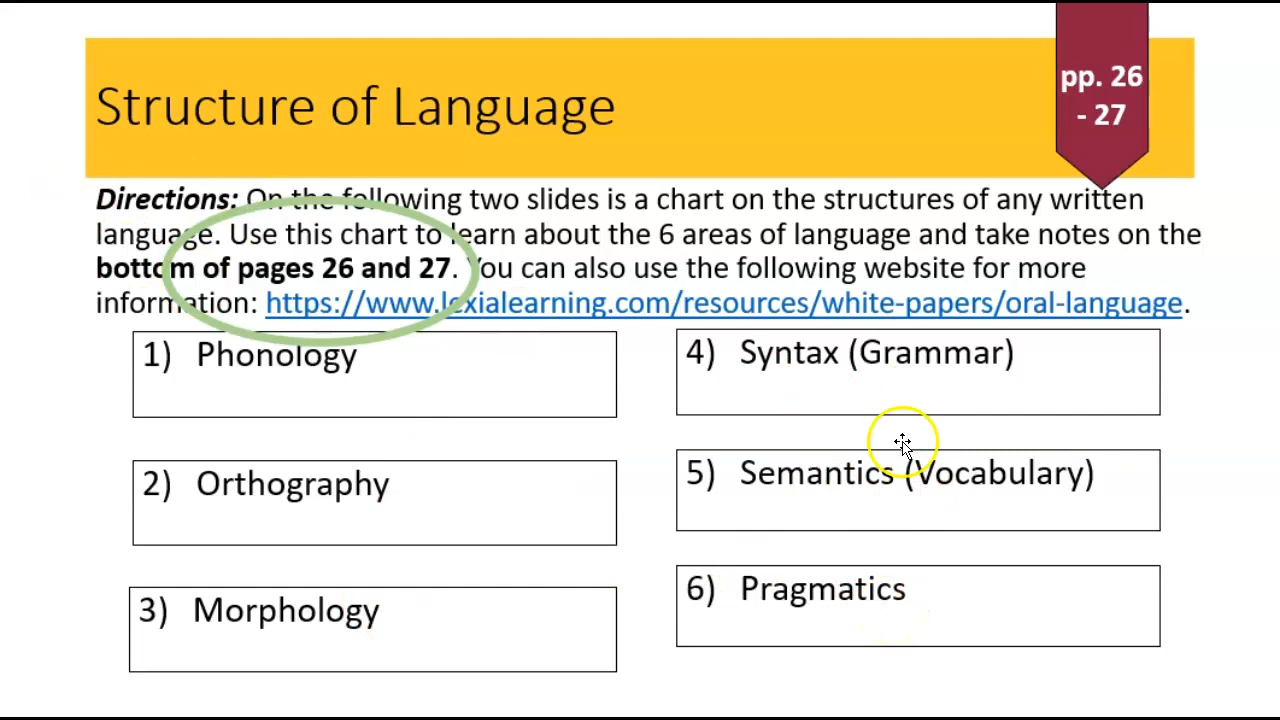 Structure of Language
pp. 26
- 27
Directions: On the following two slides is a chart on the structures of any written
language. Use this chart to learn about the 6 areas of language and take notes on the
bottom of pages 26 and 27. You can also use the following website for more
information: https://www.lexialearning.com/resources/white-papers/oral-language.
1) Phonology
2) Orthography
3) Morphology
4) Syntax (Grammar)
5) Semantics (Vocabulary)
6) Pragmatics